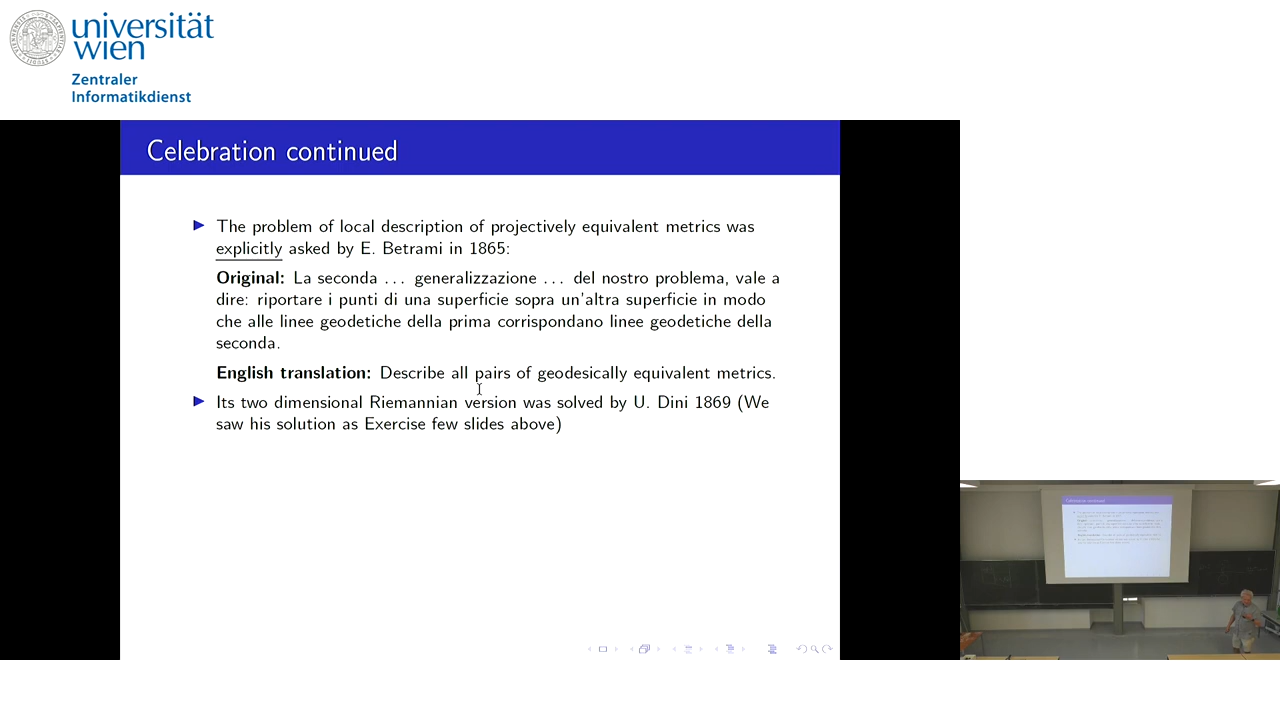 universität
wien
Zentraler
Informatikdienst
Celebration continued
The problem of local description of projectively equivalent metrics was
explicitly asked by E. Betrami in 1865:
Original: La seconda ... generalizzazione ... del nostro problema, vale a
dire: riportare i punti di una superficie sopra un'altra superficie in modo
che alle linee geodetiche della prima corrispondano linee geodetiche della
seconda.
English translation: Describe all pairs of geodesically equivalent metrics.
Its two dimensional Riemannian version was solved by U. Dini 1869 (We
saw his solution as Exercise few slides above)